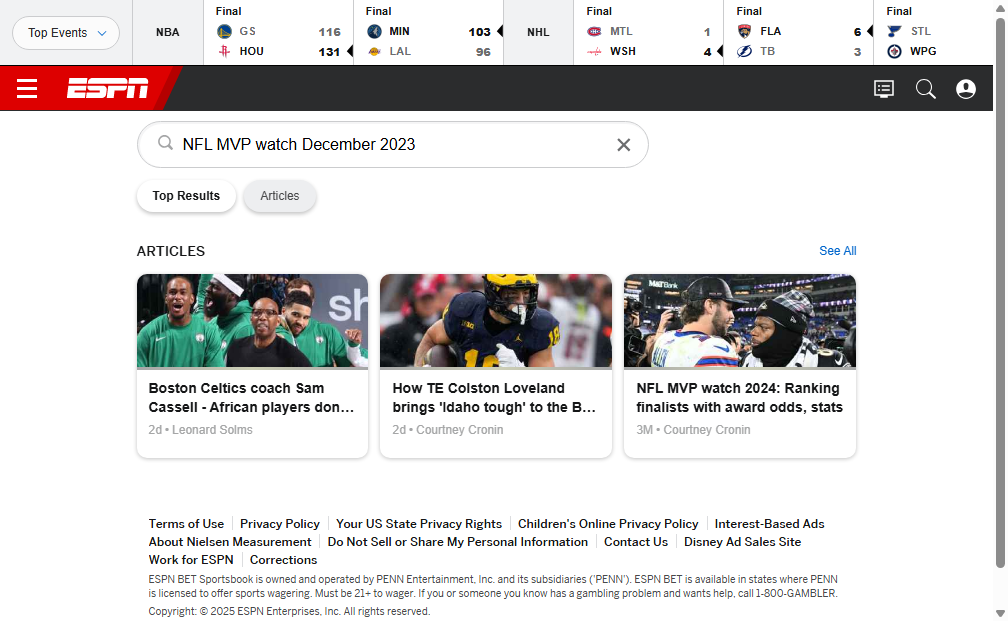 Top Events
NBA
Final
GS 116
HOU 131
Final
MIN 103
LAL 96
NHL
Final
MTL 1
WSH 4
Final
FLA 6
TB 3
Final
STL
WPG
ESPN
NFL MVP watch December 2023
Top Results
Articles
ARTICLES
See All
Boston Celtics coach Sam
Cassell - African players don...
2d • Leonard Solms
How TE Colston Loveland
brings 'Idaho tough' to the B...
2d • Courtney Cronin
NFL MVP watch 2024: Ranking
finalists with award odds, stats
3M • Courtney Cronin
Terms of Use Privacy Policy Your US State Privacy Rights Children's Online Privacy Policy Interest-Based Ads
About Nielsen Measurement Do Not Sell or Share My Personal Information Contact Us Disney Ad Sales Site
Work for ESPN Corrections
ESPN BET Sportsbook is owned and operated by PENN Entertainment, Inc. and its subsidiaries ('PENN'). ESPN BET is available in states where PENN
is licensed to offer sports wagering. Must be 21+ to wager. If you or someone you know has a gambling problem and wants help, call 1-800-GAMBLER.
Copyright: © 2025 ESPN Enterprises, Inc. All rights reserved.